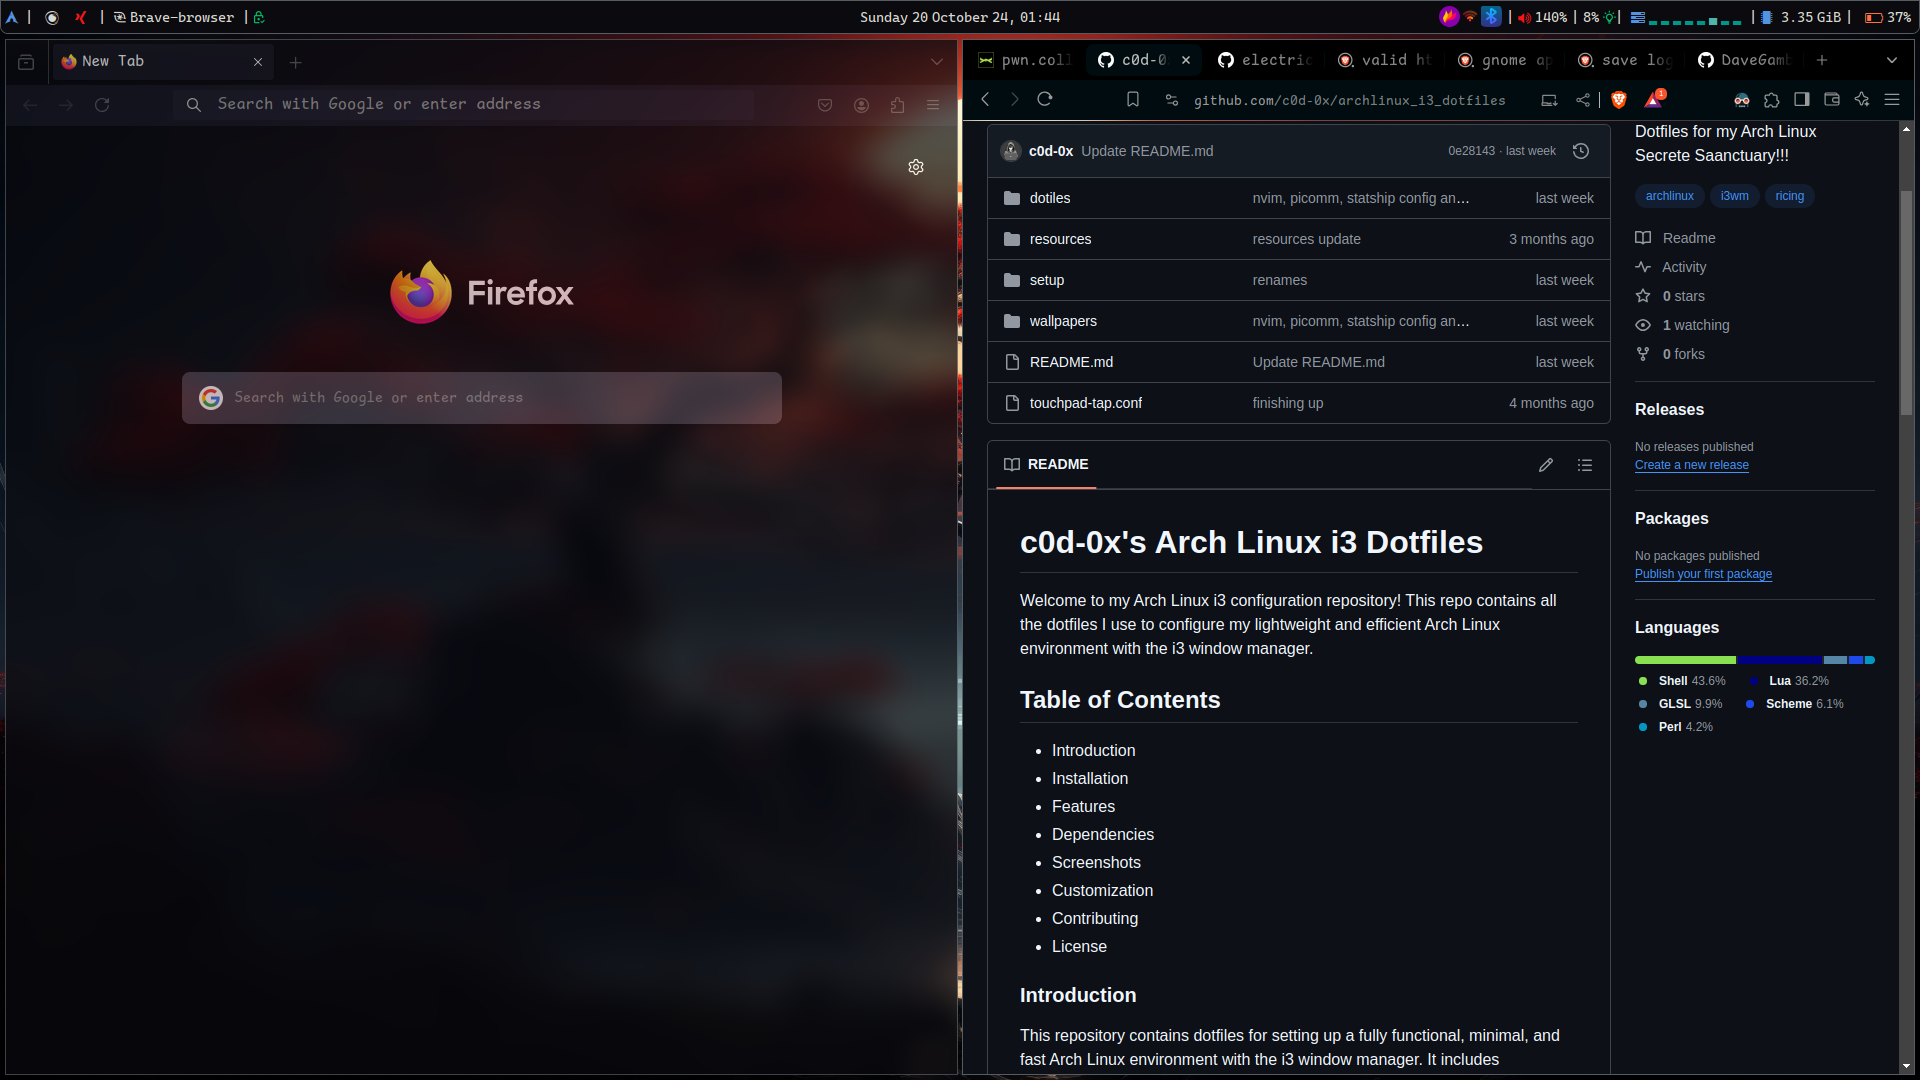 Brave-browser
Sunday 20 October 24, 01:44
140% 8% 3.35 GiB 37%
New Tab
Search with Google or enter address
Firefox
Search with Google or enter address
pwn.coll c0d-0 electric valid ht gnome ap save log DaveGamb
github.com/c0d-0x/archlinux_i3_dotfiles
1
c0d-0x Update README.md 0e28143 · last week
dotiles nvim, picomm, statship config an… last week
resources resources update 3 months ago
setup renames last week
wallpapers nvim, picomm, statship config an… last week
README.md Update README.md last week
touchpad-tap.conf finishing up 4 months ago
README
c0d-0x's Arch Linux i3 Dotfiles
Welcome to my Arch Linux i3 configuration repository! This repo contains all
the dotfiles I use to configure my lightweight and efficient Arch Linux
environment with the i3 window manager.
Table of Contents
Introduction
Installation
Features
Dependencies
Screenshots
Customization
Contributing
License
Introduction
This repository contains dotfiles for setting up a fully functional, minimal, and
fast Arch Linux environment with the i3 window manager. It includes
Dotfiles for my Arch Linux
Secrete Saanctuary!!!
archlinux i3wm ricing
Readme
Activity
0 stars
1 watching
0 forks
Releases
No releases published
Create a new release
Packages
No packages published
Publish your first package
Languages
Shell 43.6% Lua 36.2%
GLSL 9.9% Scheme 6.1%
Perl 4.2%